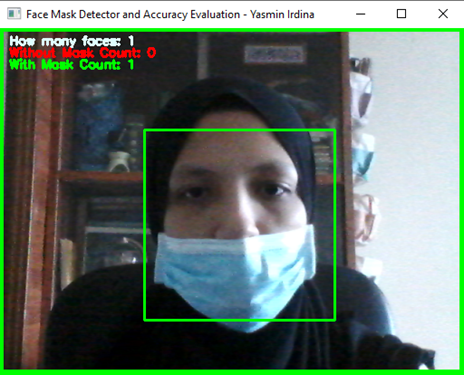 Face Mask Detector and Accuracy Evaluation - Yasmin Irdina
How many faces: 1
Without Mask Count: 0
With Mask Count: 1